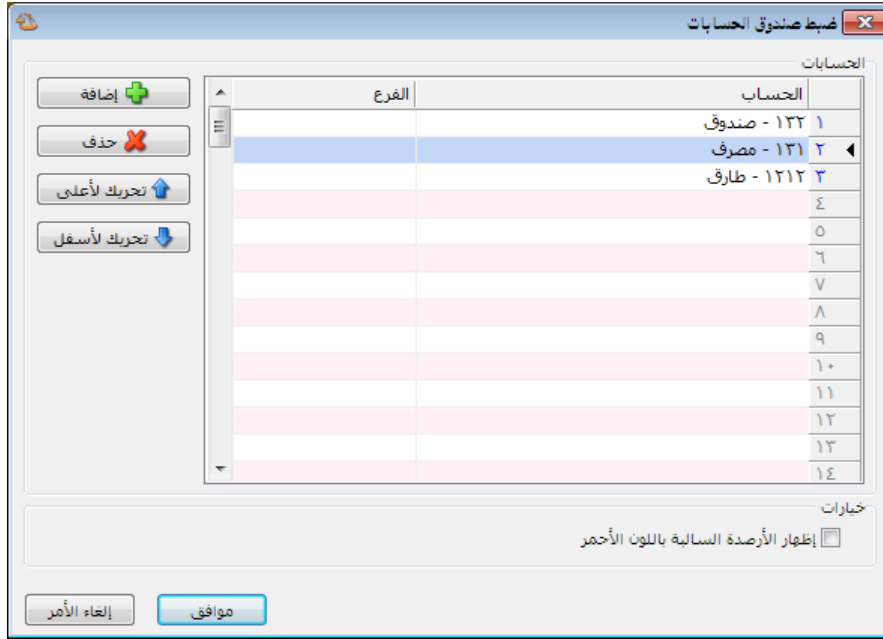 ضبط صندوق الحسابات
الحسابات
الحساب الفرع
١ ١٣٢ - صندوق
٢ ١٣١ - مصرف
٣ ١٢١٢ - طارق
٤
٥
٦
٧
٨
٩
١٠
١١
١٢
١٣
١٤
إضافة
حذف
تحريك لأعلى
تحريك لأسفل
خيارات
إظهار الأرصدة السالبة باللون الأحمر
موافق إلغاء الأمر